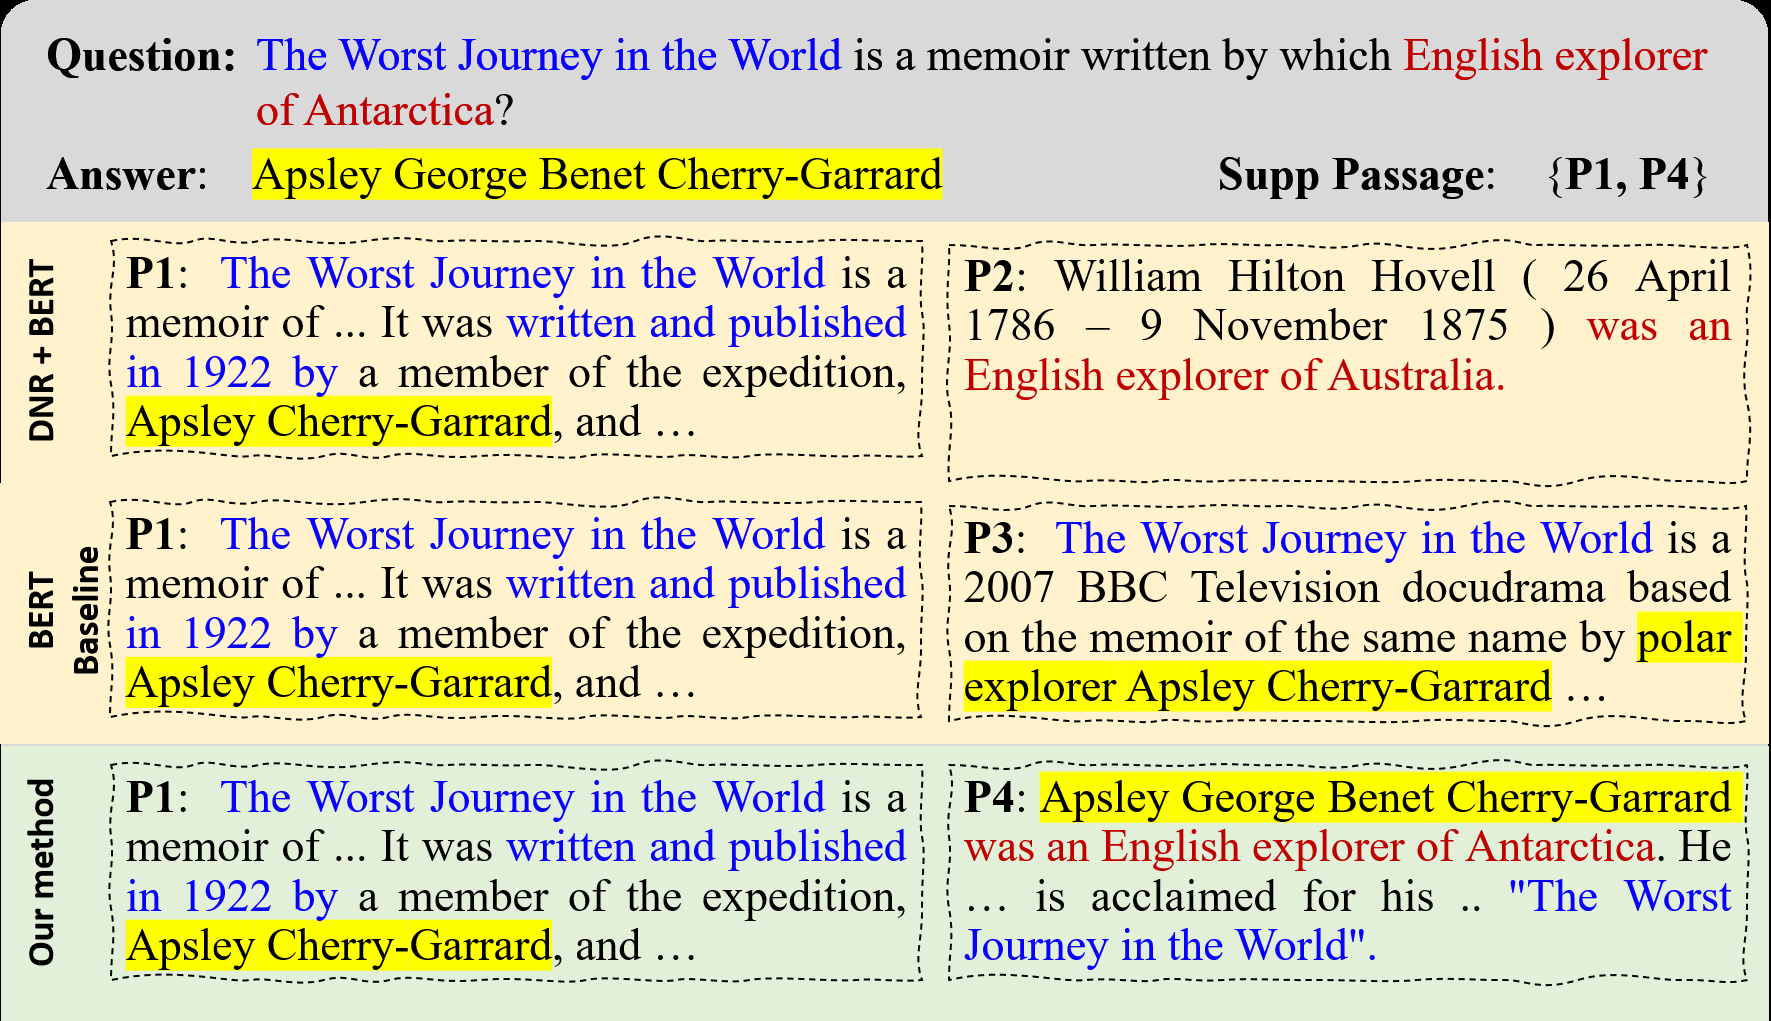 Question: The Worst Journey in the World is a memoir written by which English explorer
of Antarctica?
Answer: Apsley George Benet Cherry-Garrard Supp Passage: {P1, P4}
DNR + BERT
P1: The Worst Journey in the World is a
memoir of ... It was written and published
in 1922 by a member of the expedition,
Apsley Cherry-Garrard, and …
P2: William Hilton Hovell ( 26 April
1786 – 9 November 1875 ) was an
English explorer of Australia.
BERT
Baseline
P1: The Worst Journey in the World is a
memoir of ... It was written and published
in 1922 by a member of the expedition,
Apsley Cherry-Garrard, and …
P3: The Worst Journey in the World is a
2007 BBC Television docudrama based
on the memoir of the same name by polar
explorer Apsley Cherry-Garrard …
Our method
P1: The Worst Journey in the World is a
memoir of ... It was written and published
in 1922 by a member of the expedition,
Apsley Cherry-Garrard, and …
P4: Apsley George Benet Cherry-Garrard
was an English explorer of Antarctica. He
… is acclaimed for his .. "The Worst
Journey in the World".